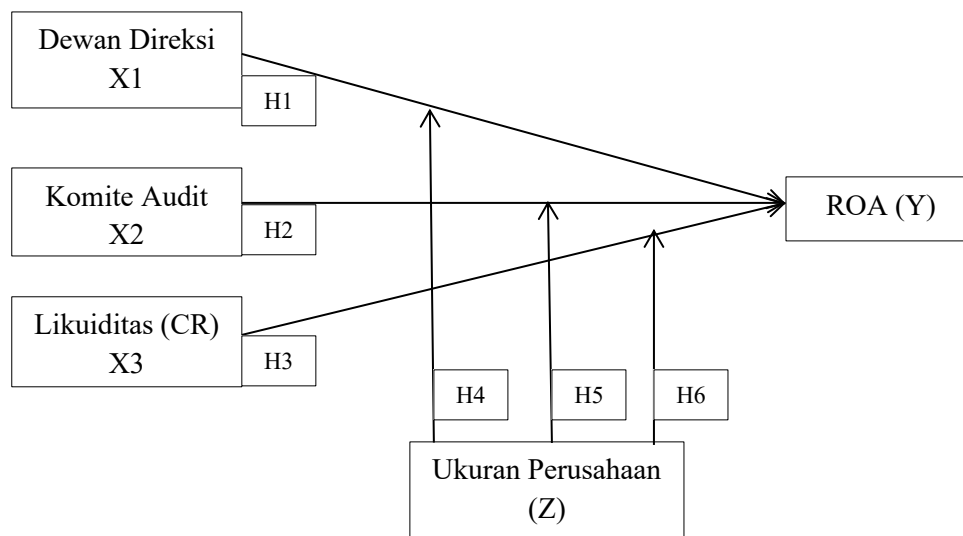 Dewan Direksi
X1
H1
Komite Audit
X2
H2
ROA (Y)
Likuiditas (CR)
X3
H3
H4
H5
H6
Ukuran Perusahaan
(Z)